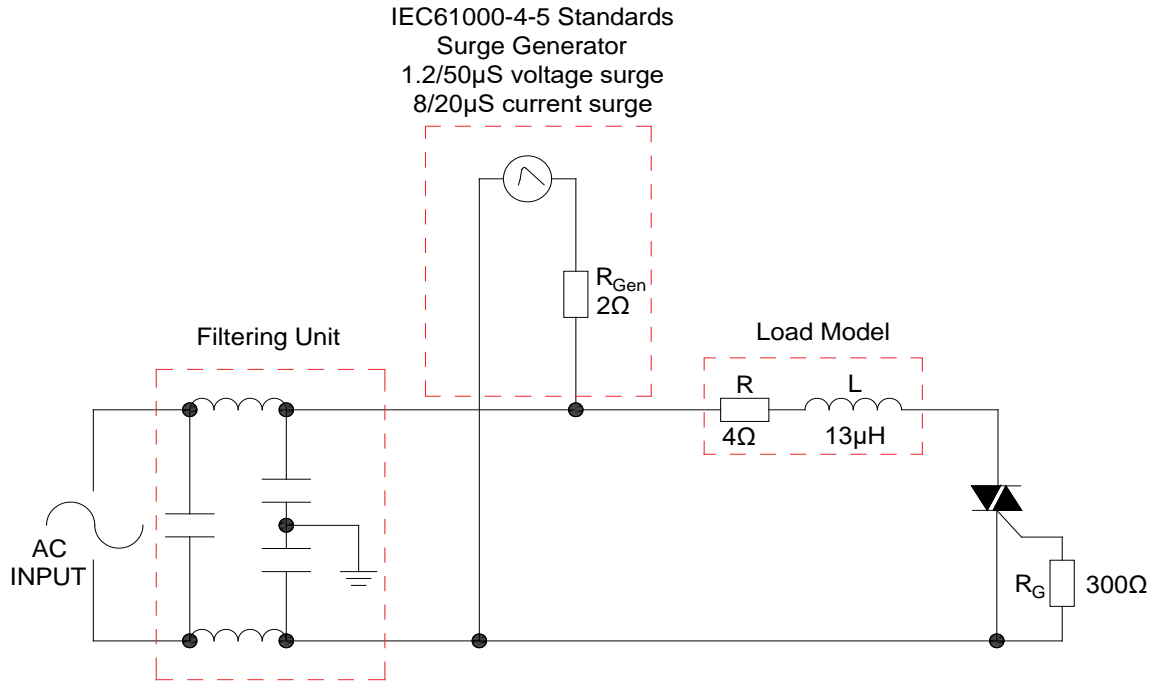 IEC61000-4-5 Standards
Surge Generator
1.2/50μS voltage surge
8/20μS current surge
RGen
2Ω
Filtering Unit
Load Model
R
L
4Ω
13μH
AC
INPUT
RG
300Ω